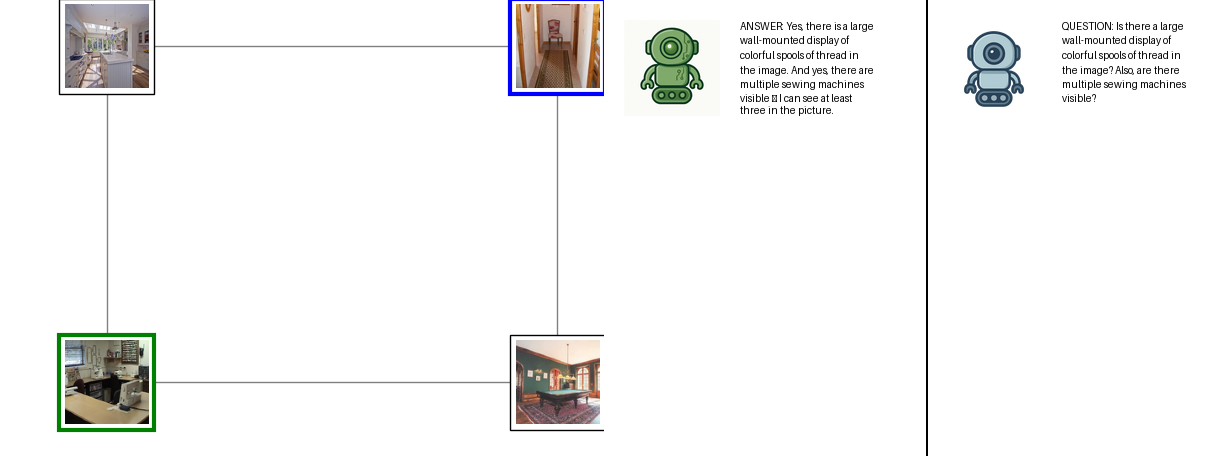 ANSWER: Yes, there is a large
wall-mounted display of
colorful spools of thread in
the image. And yes, there are
multiple sewing machines
visible ￾ I can see at least
three in the picture.
QUESTION: Is there a large
wall-mounted display of
colorful spools of thread in
the image? Also, are there
multiple sewing machines
visible?